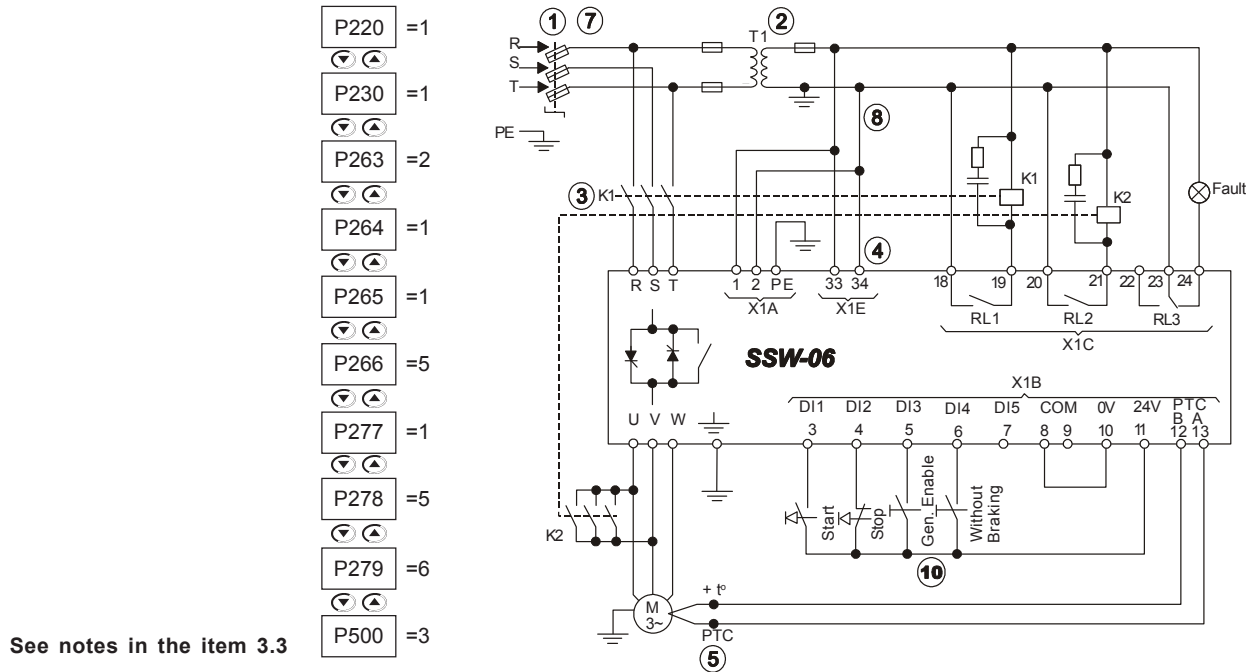 P220 =1
P230 =1
P263 =2
P264 =1
P265 =1
P266 =5
P277 =1
P278 =5
P279 =6
P500 =3
See notes in the item 3.3
1 7 2
T1
R
S
T
PE
8
3 K1
K1
K2
Fault
4
R S T 1 2 PE 33 34 18 19 20 21 22 23 24
X1A X1E RL1 RL2 RL3
X1C
SSW-06
X1B
DI1 DI2 DI3 DI4 DI5 COM 0V 24V PTC
B A
U V W 3 4 5 6 7 8 9 10 11 12 13
Start
Stop
Gen. Enable
Without
Braking
K2
10
+ tº
M
3~
PTC
5